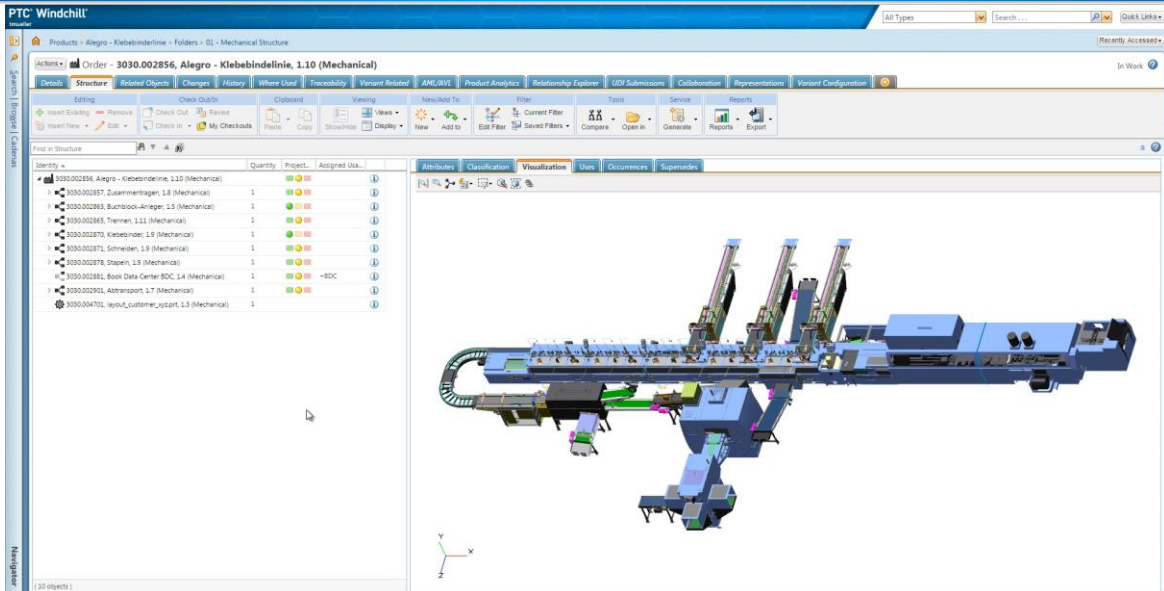 PTC® Windchill®
tmueller
All Types
Search . . .
Quick Links
Products > Alegro - Klebebinderlinie > Folders > 01 - Mechanical Structure
Recently Accessed
Actions
Order - 3030.002856, Alegro - Klebebindelinie, 1.10 (Mechanical)
In Work
Details Structure Related Objects Changes History Where Used Traceability Variant Related AML/AVL Product Analytics Relationship Explorer UDI Submissions Collaboration Representations Variant Configuration
Editing Check Out/In Clipboard Viewing New/Add To Filter Tools Service Reports
Insert Existing Remove Check Out Revise Views Current Filter
Insert New Edit Check In My Checkouts Paste Copy Show/Hide Display New Add to Edit Filter Saved Filters Compare Open in Generate Reports Export
Find in Structure
Identity Quantity Project.. Assigned Usa..
Attributes Classification Visualization Uses Occurrences Supersedes
3030.002856, Alegro - Klebebindelinie, 1.10 (Mechanical)
3030.002857, Zusammentragen, 1.8 (Mechanical) 1
3030.002863, Buchblock-Anleger, 1.5 (Mechanical) 1
3030.002865, Trennen, 1.11 (Mechanical) 1
3030.002870, Klebebinder, 1.9 (Mechanical) 1
3030.002871, Schneiden, 1.9 (Mechanical) 1
3030.002878, Stapeln, 1.9 (Mechanical) 1
3030.002881, Book Data Center BDC, 1.4 (Mechanical) 1 +BDC
3030.002901, Abtransport, 1.7 (Mechanical) 1
3030.004701, layout_customer_xyz.prt, 1.3 (Mechanical) 1
Search | Browse | Cadenas
Navigator
Y
X
Z
( 10 objects )